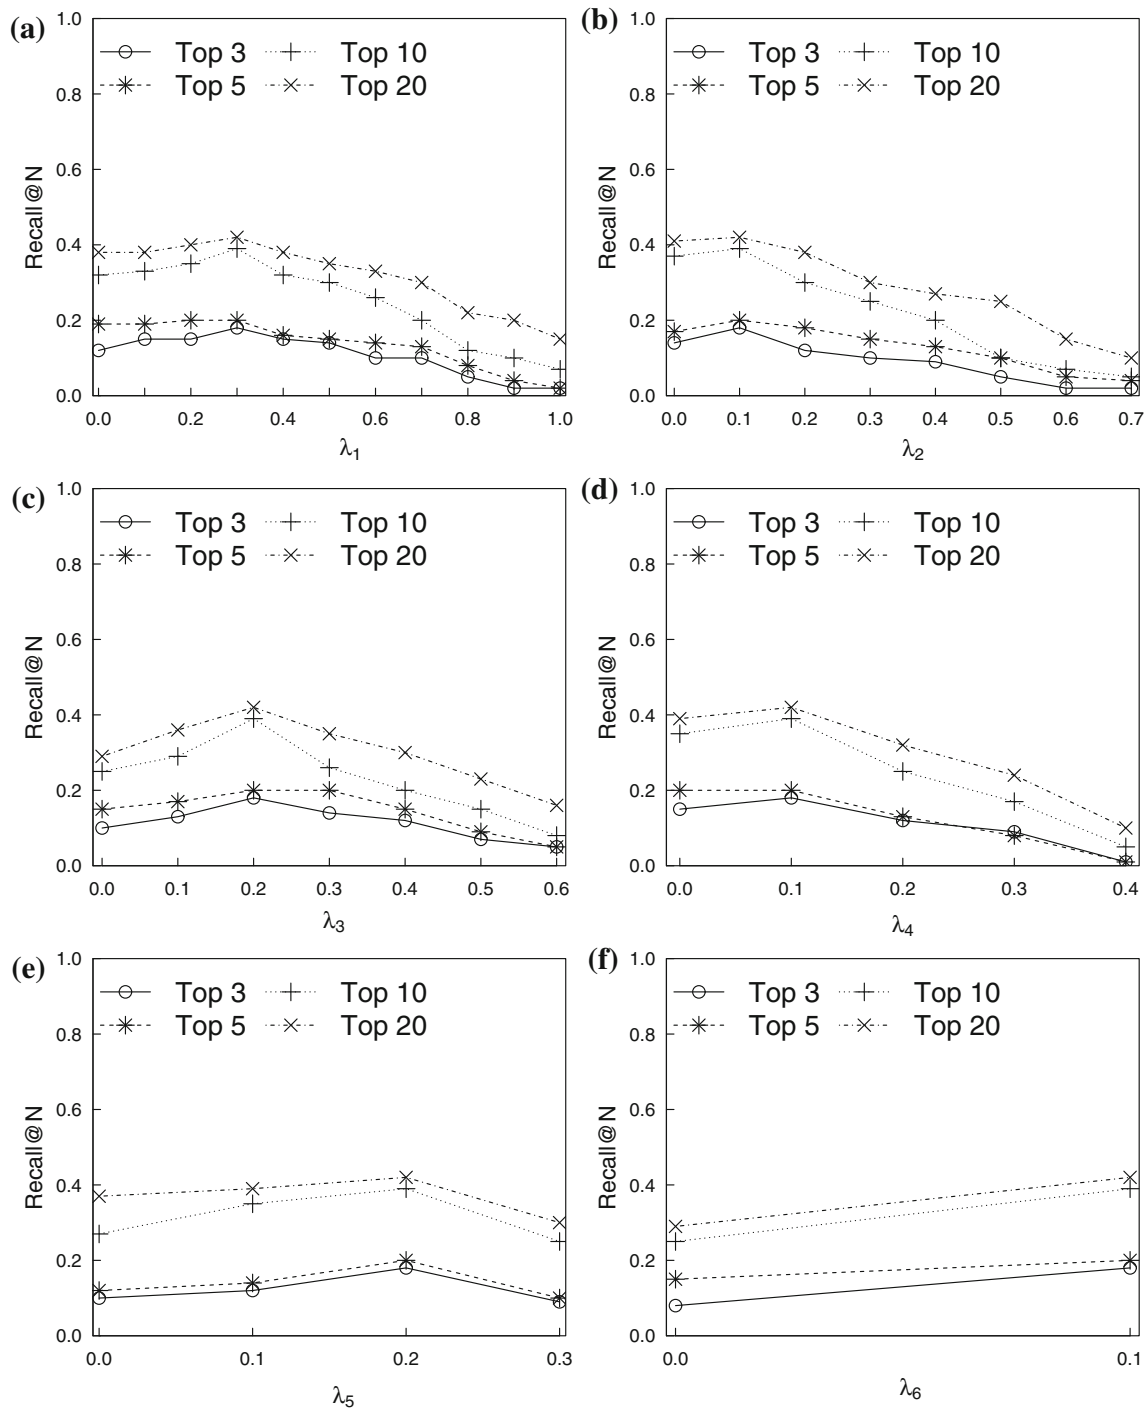 (a)
1.0
Top 3 Top 10
Top 5 Top 20
0.8
0.6
0.4
0.2
0.0
Recall@N
0.0 0.2 0.4 0.6 0.8 1.0
λ1
(b)
1.0
Top 3 Top 10
Top 5 Top 20
0.8
0.6
0.4
0.2
0.0
Recall@N
0.0 0.1 0.2 0.3 0.4 0.5 0.6 0.7
λ2
(c)
1.0
Top 3 Top 10
Top 5 Top 20
0.8
0.6
0.4
0.2
0.0
Recall@N
0.0 0.1 0.2 0.3 0.4 0.5 0.6
λ3
(d)
1.0
Top 3 Top 10
Top 5 Top 20
0.8
0.6
0.4
0.2
0.0
Recall@N
0.0 0.1 0.2 0.3 0.4
λ4
(e)
1.0
Top 3 Top 10
Top 5 Top 20
0.8
0.6
0.4
0.2
0.0
Recall@N
0.0 0.1 0.2 0.3
λ5
(f)
1.0
Top 3 Top 10
Top 5 Top 20
0.8
0.6
0.4
0.2
0.0
Recall@N
0.0 0.1
λ6